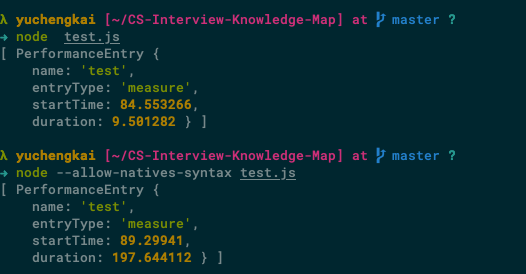 λ yuchengkai [~/CS-Interview-Knowledge-Map] at master ?
→ node  test.js
[ PerformanceEntry {
    name: 'test',
    entryType: 'measure',
    startTime: 84.553266,
    duration: 9.501282 } ]
λ yuchengkai [~/CS-Interview-Knowledge-Map] at master ?
→ node --allow-natives-syntax test.js
[ PerformanceEntry {
    name: 'test',
    entryType: 'measure',
    startTime: 89.29941,
    duration: 197.644112 } ]